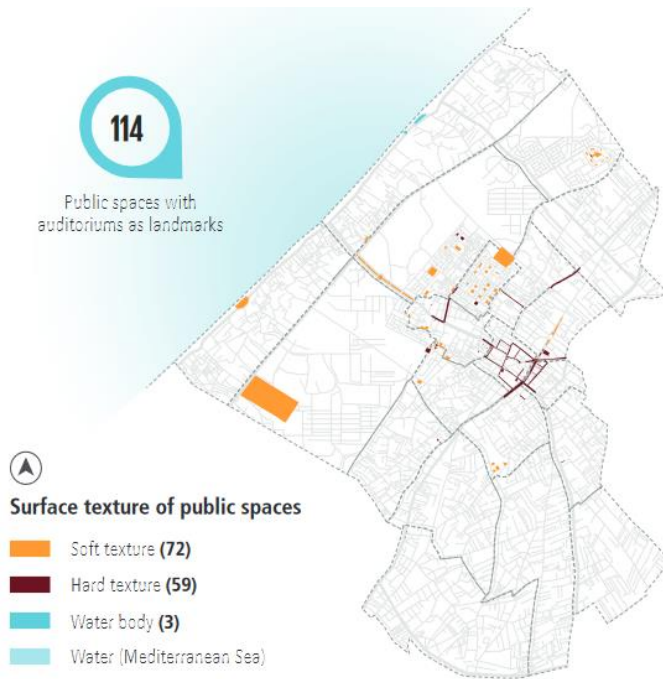 114
Public spaces with
auditoriums as landmarks
Surface texture of public spaces
Soft texture (72)
Hard texture (59)
Water body (3)
Water (Mediterranean Sea)